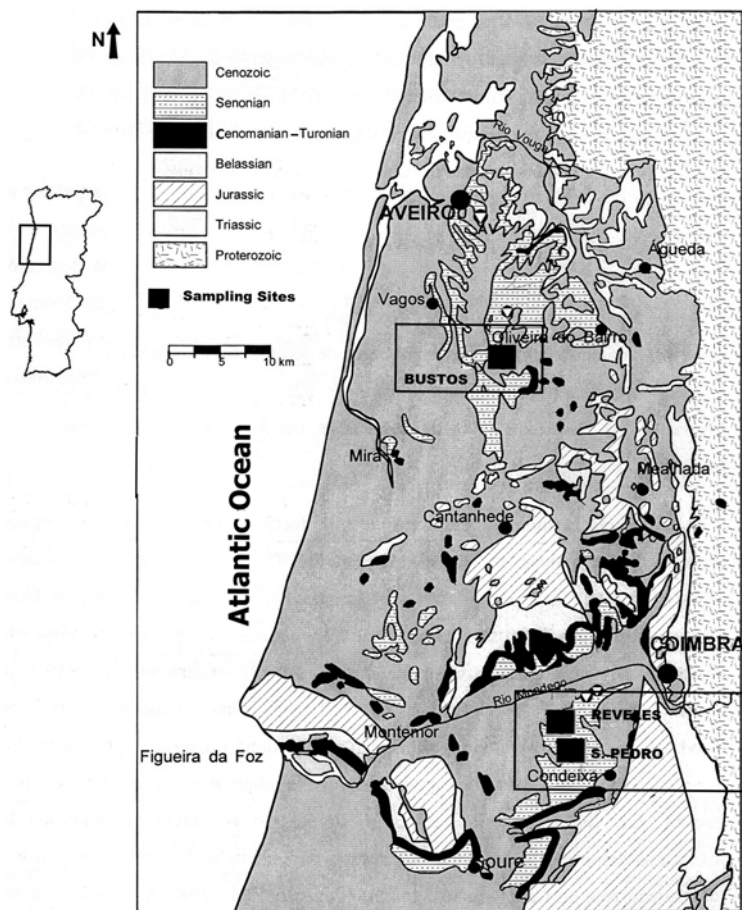 N
Cenozoic
Senonian
Cenomanian-Turonian
Belassian
Jurassic
Triassic
Proterozoic
Sampling Sites
0 5 10 km
Rio Vouga
AVEIRO
Águeda
Vagos
Oliveira do Bairro
BUSTOS
Mira
Mealhada
Cantanhede
Atlantic Ocean
COIMBRA
Rio Mondego
REVELES
Montemor
S. PEDRO
Figueira da Foz
Condeixa
Soure